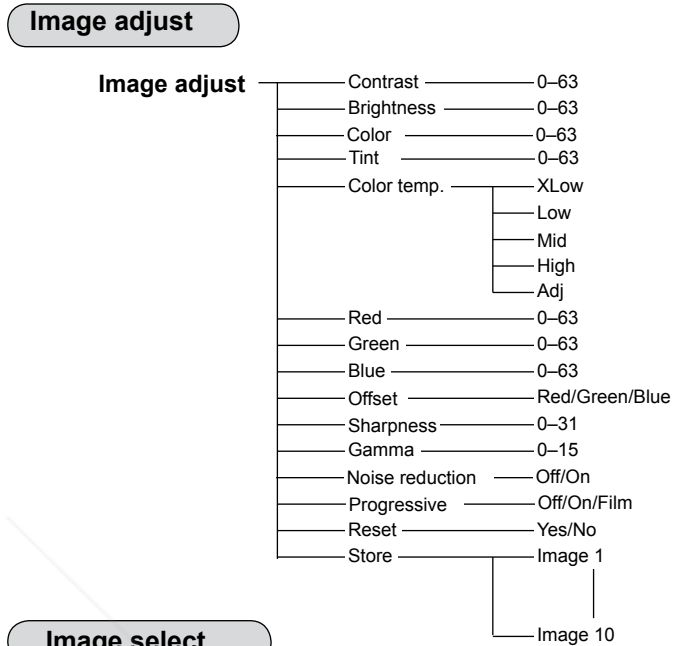 Image adjust
Image adjust
Contrast 0–63
Brightness 0–63
Color 0–63
Tint 0–63
Color temp. XLow
Low
Mid
High
Adj
Red 0–63
Green 0–63
Blue 0–63
Offset Red/Green/Blue
Sharpness 0–31
Gamma 0–15
Noise reduction Off/On
Progressive Off/On/Film
Reset Yes/No
Store Image 1
Image 10
Image select